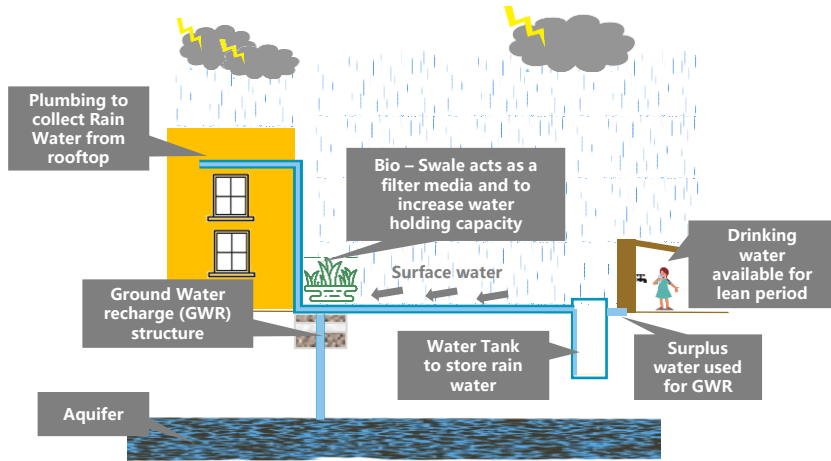 Plumbing to
collect Rain
Water from
rooftop
Bio – Swale acts as a
filter media and to
increase water
holding capacity
Drinking
water
available for
lean period
Surface water
Ground Water
recharge (GWR)
structure
Water Tank
to store rain
water
Surplus
water used
for GWR
Aquifer